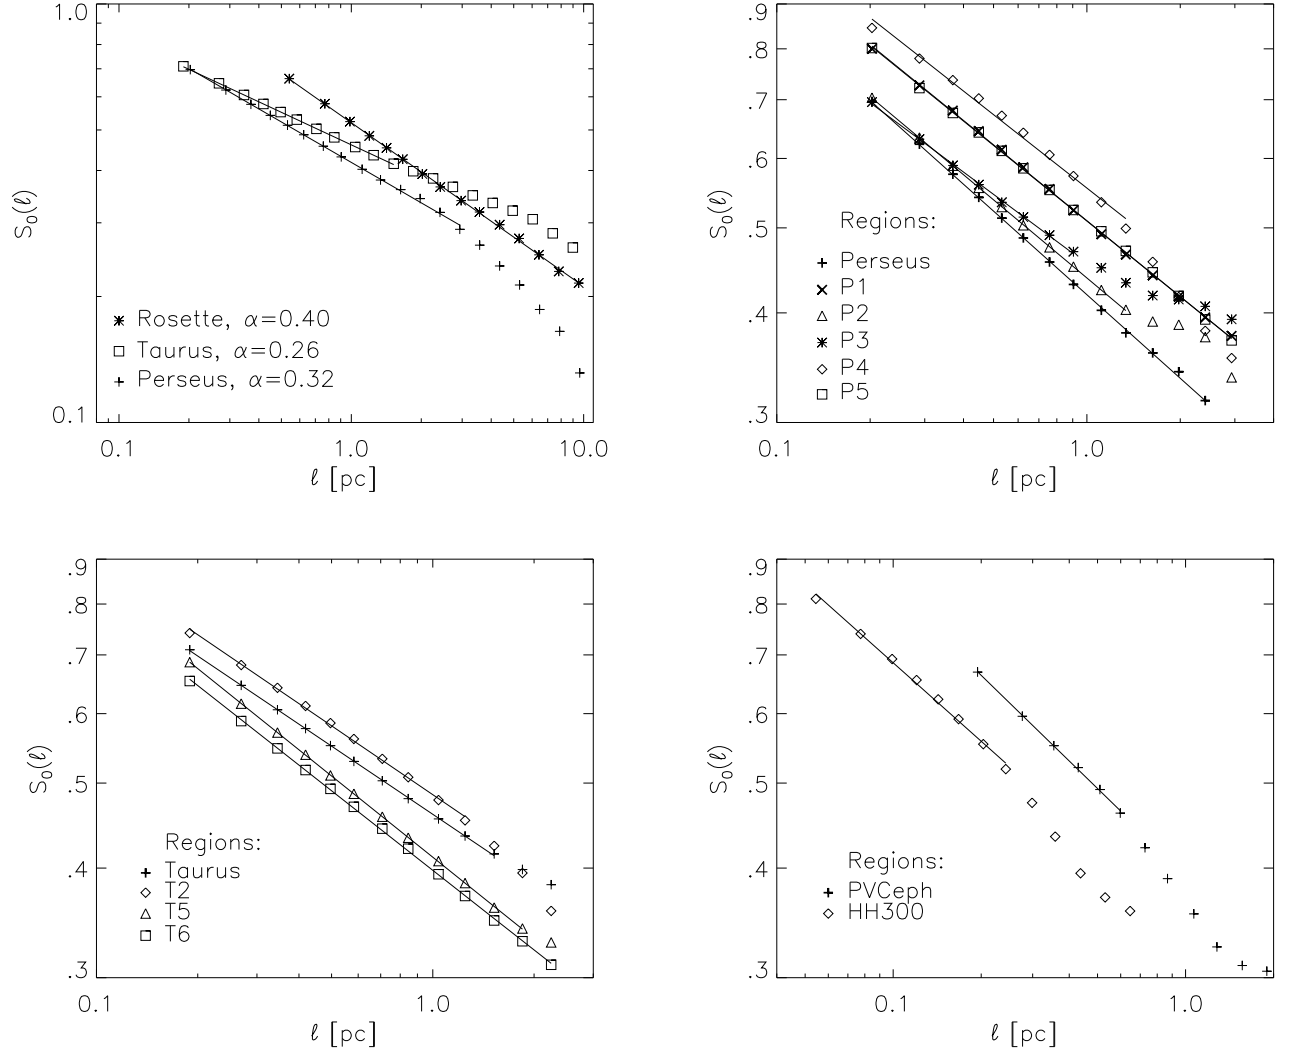 1.0
0.1
S₀(ℓ)
✳ Rosette, α=0.40
□ Taurus, α=0.26
+ Perseus, α=0.32
0.1 1.0 10.0
ℓ [pc]
.9
.8
.7
.6
.5
.4
.3
S₀(ℓ)
Regions:
+ Perseus
× P1
△ P2
✳ P3
◇ P4
□ P5
0.1 1.0
ℓ [pc]
.9
.8
.7
.6
.5
.4
.3
S₀(ℓ)
Regions:
+ Taurus
◇ T2
△ T5
□ T6
0.1 1.0
ℓ [pc]
.9
.8
.7
.6
.5
.4
.3
S₀(ℓ)
Regions:
+ PVCeph
◇ HH300
0.1 1.0
ℓ [pc]